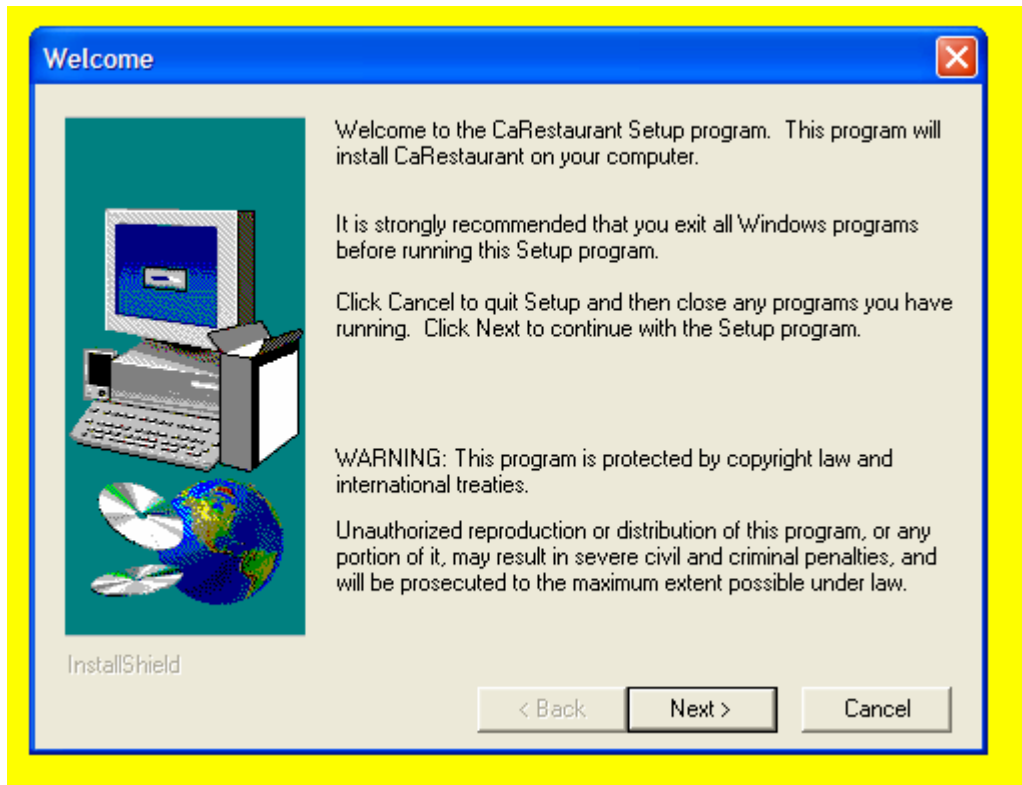 Welcome
Welcome to the CaRestaurant Setup program.  This program will
install CaRestaurant on your computer.
It is strongly recommended that you exit all Windows programs
before running this Setup program.
Click Cancel to quit Setup and then close any programs you have
running.  Click Next to continue with the Setup program.
WARNING: This program is protected by copyright law and
international treaties.
Unauthorized reproduction or distribution of this program, or any
portion of it, may result in severe civil and criminal penalties, and
will be prosecuted to the maximum extent possible under law.
InstallShield
< Back Next > Cancel